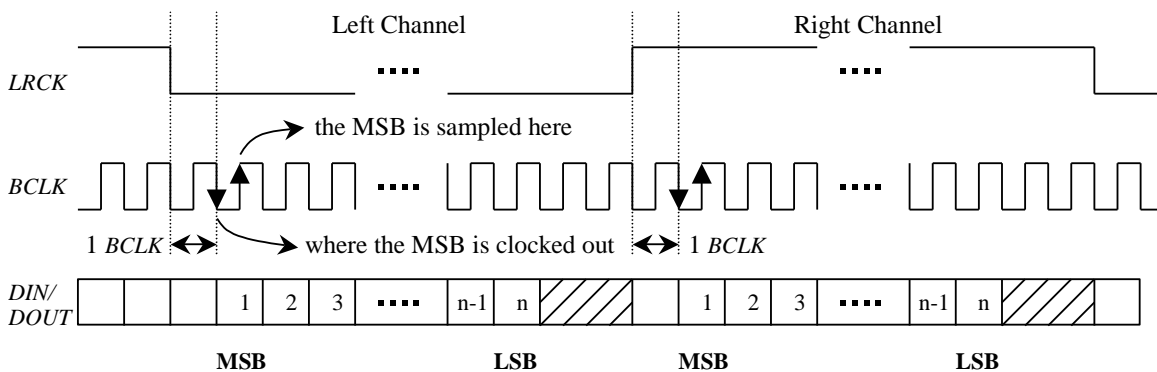 Left Channel Right Channel
LRCK
the MSB is sampled here
BCLK
1 BCLK where the MSB is clocked out 1 BCLK
DIN/
DOUT
1 2 3 n-1 n 1 2 3 n-1 n
MSB LSB MSB LSB